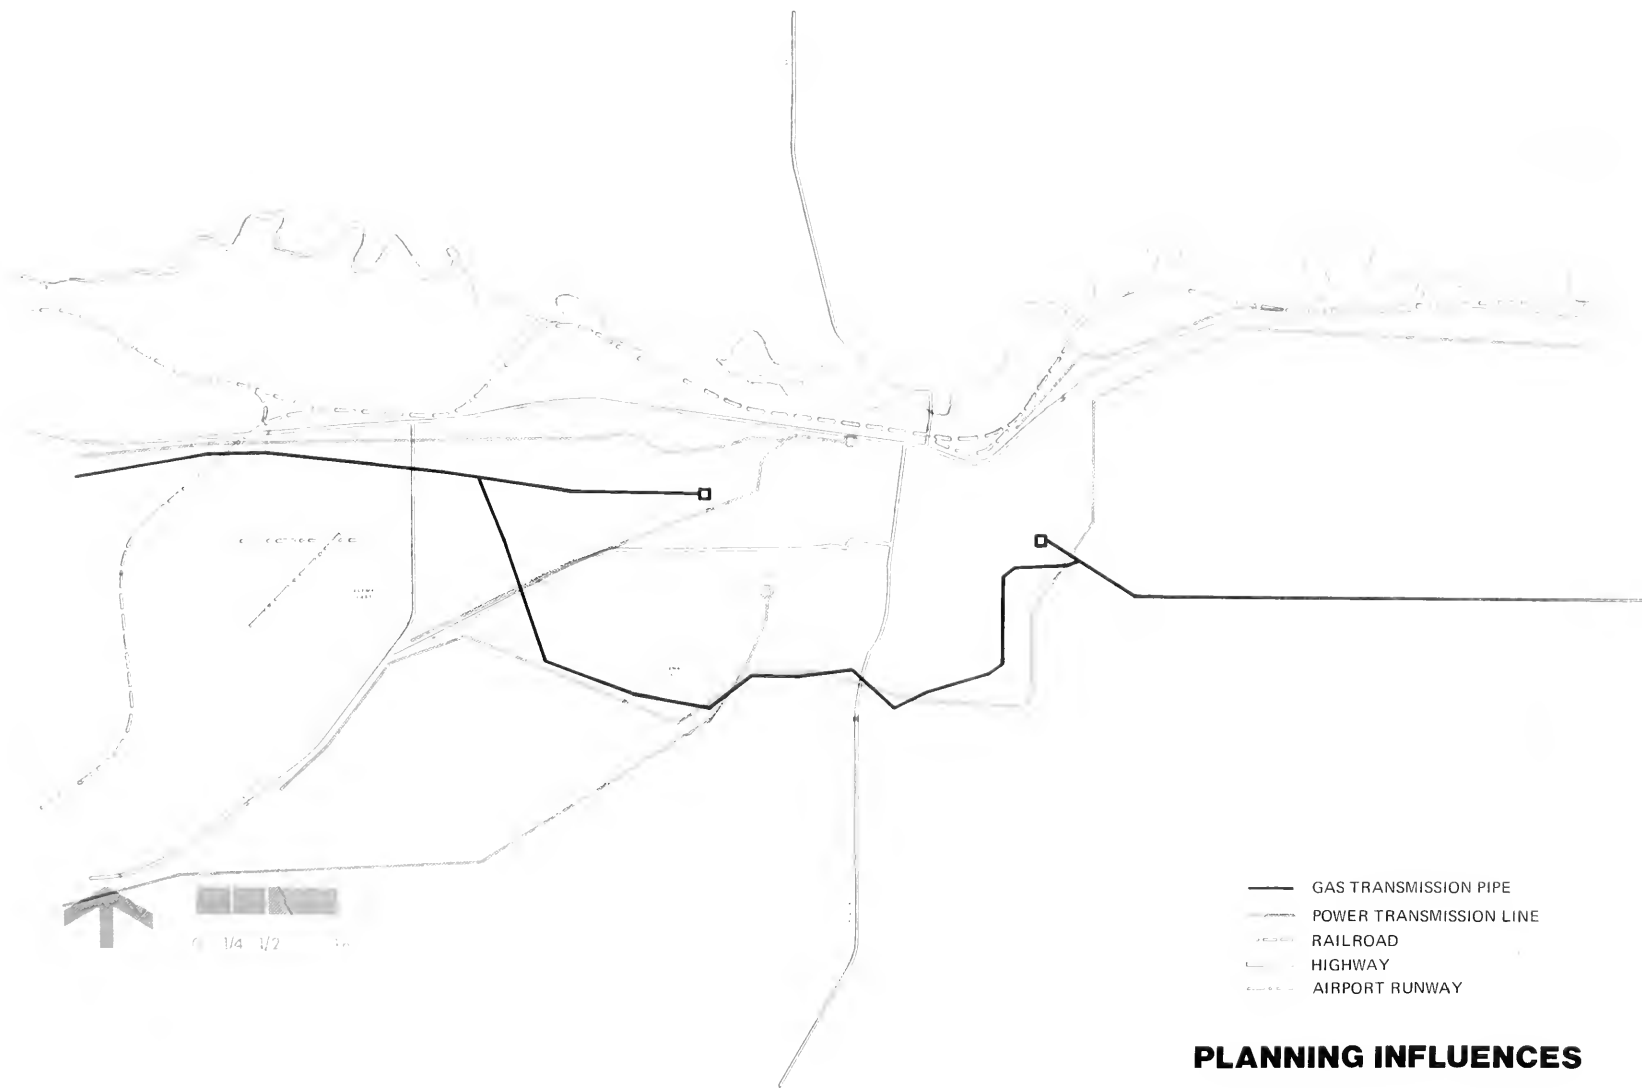 1/4 1/2
GAS TRANSMISSION PIPE
POWER TRANSMISSION LINE
RAILROAD
HIGHWAY
AIRPORT RUNWAY
PLANNING INFLUENCES